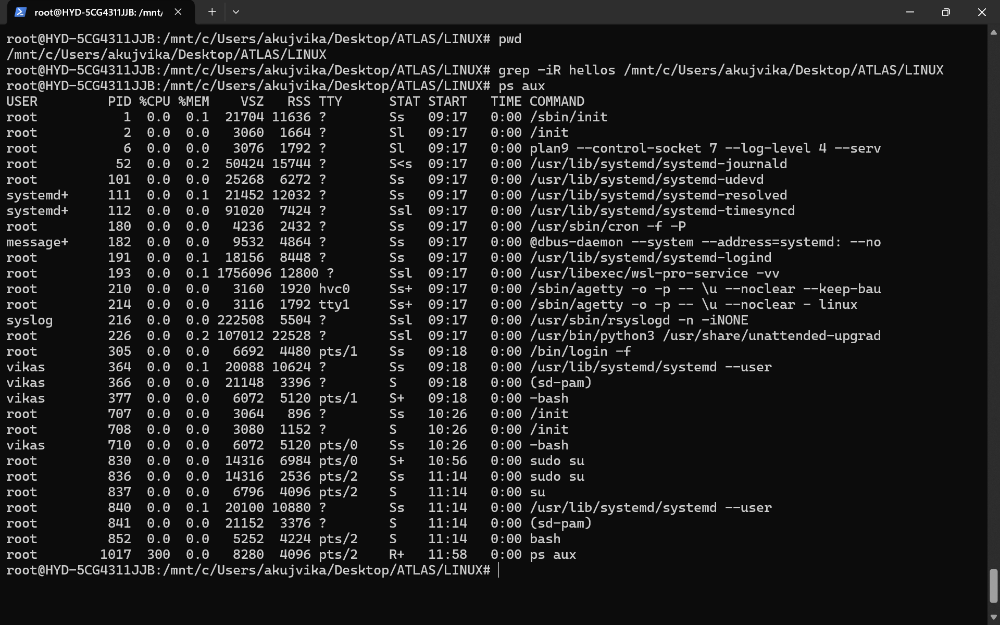 root@HYD-5CG4311JJB: /mnt/
root@HYD-5CG4311JJB:/mnt/c/Users/akujvika/Desktop/ATLAS/LINUX# pwd
/mnt/c/Users/akujvika/Desktop/ATLAS/LINUX
root@HYD-5CG4311JJB:/mnt/c/Users/akujvika/Desktop/ATLAS/LINUX# grep -iR hellos /mnt/c/Users/akujvika/Desktop/ATLAS/LINUX
root@HYD-5CG4311JJB:/mnt/c/Users/akujvika/Desktop/ATLAS/LINUX# ps aux
USER         PID %CPU %MEM    VSZ   RSS TTY      STAT START   TIME COMMAND
root           1  0.0  0.1  21704 11636 ?        Ss   09:17   0:00 /sbin/init
root           2  0.0  0.0   3060  1664 ?        Sl   09:17   0:00 /init
root           6  0.0  0.0   3076  1792 ?        Sl   09:17   0:00 plan9 --control-socket 7 --log-level 4 --serv
root          52  0.0  0.2  50424 15744 ?        S<s  09:17   0:00 /usr/lib/systemd/systemd-journald
root         101  0.0  0.0  25268  6272 ?        Ss   09:17   0:00 /usr/lib/systemd/systemd-udevd
systemd+     111  0.0  0.1  21452 12032 ?        Ss   09:17   0:00 /usr/lib/systemd/systemd-resolved
systemd+     112  0.0  0.0  91020  7424 ?        Ssl  09:17   0:00 /usr/lib/systemd/systemd-timesyncd
root         180  0.0  0.0   4236  2432 ?        Ss   09:17   0:00 /usr/sbin/cron -f -P
message+     182  0.0  0.0   9532  4864 ?        Ss   09:17   0:00 @dbus-daemon --system --address=systemd: --no
root         191  0.0  0.1  18156  8448 ?        Ss   09:17   0:00 /usr/lib/systemd/systemd-logind
root         193  0.0  0.1 1756096 12800 ?       Ssl  09:17   0:00 /usr/libexec/wsl-pro-service -vv
root         210  0.0  0.0   3160  1920 hvc0     Ss+  09:17   0:00 /sbin/agetty -o -p -- \u --noclear --keep-bau
root         214  0.0  0.0   3116  1792 tty1     Ss+  09:17   0:00 /sbin/agetty -o -p -- \u --noclear - linux
syslog       216  0.0  0.0 222508  5504 ?        Ssl  09:17   0:00 /usr/sbin/rsyslogd -n -iNONE
root         226  0.0  0.2 107012 22528 ?        Ssl  09:17   0:00 /usr/bin/python3 /usr/share/unattended-upgrad
root         305  0.0  0.0   6692  4480 pts/1    Ss   09:18   0:00 /bin/login -f
vikas        364  0.0  0.1  20088 10624 ?        Ss   09:18   0:00 /usr/lib/systemd/systemd --user
vikas        366  0.0  0.0  21148  3396 ?        S    09:18   0:00 (sd-pam)
vikas        377  0.0  0.0   6072  5120 pts/1    S+   09:18   0:00 -bash
root         707  0.0  0.0   3064   896 ?        Ss   10:26   0:00 /init
root         708  0.0  0.0   3080  1152 ?        S    10:26   0:00 /init
vikas        710  0.0  0.0   6072  5120 pts/0    Ss   10:26   0:00 -bash
root         830  0.0  0.0  14316  6984 pts/0    S+   10:56   0:00 sudo su
root         836  0.0  0.0  14316  2536 pts/2    Ss   11:14   0:00 sudo su
root         837  0.0  0.0   6796  4096 pts/2    S    11:14   0:00 su
root         840  0.0  0.1  20100 10880 ?        Ss   11:14   0:00 /usr/lib/systemd/systemd --user
root         841  0.0  0.0  21152  3376 ?        S    11:14   0:00 (sd-pam)
root         852  0.0  0.0   5252  4224 pts/2    S    11:14   0:00 bash
root        1017  300  0.0   8280  4096 pts/2    R+   11:58   0:00 ps aux
root@HYD-5CG4311JJB:/mnt/c/Users/akujvika/Desktop/ATLAS/LINUX#